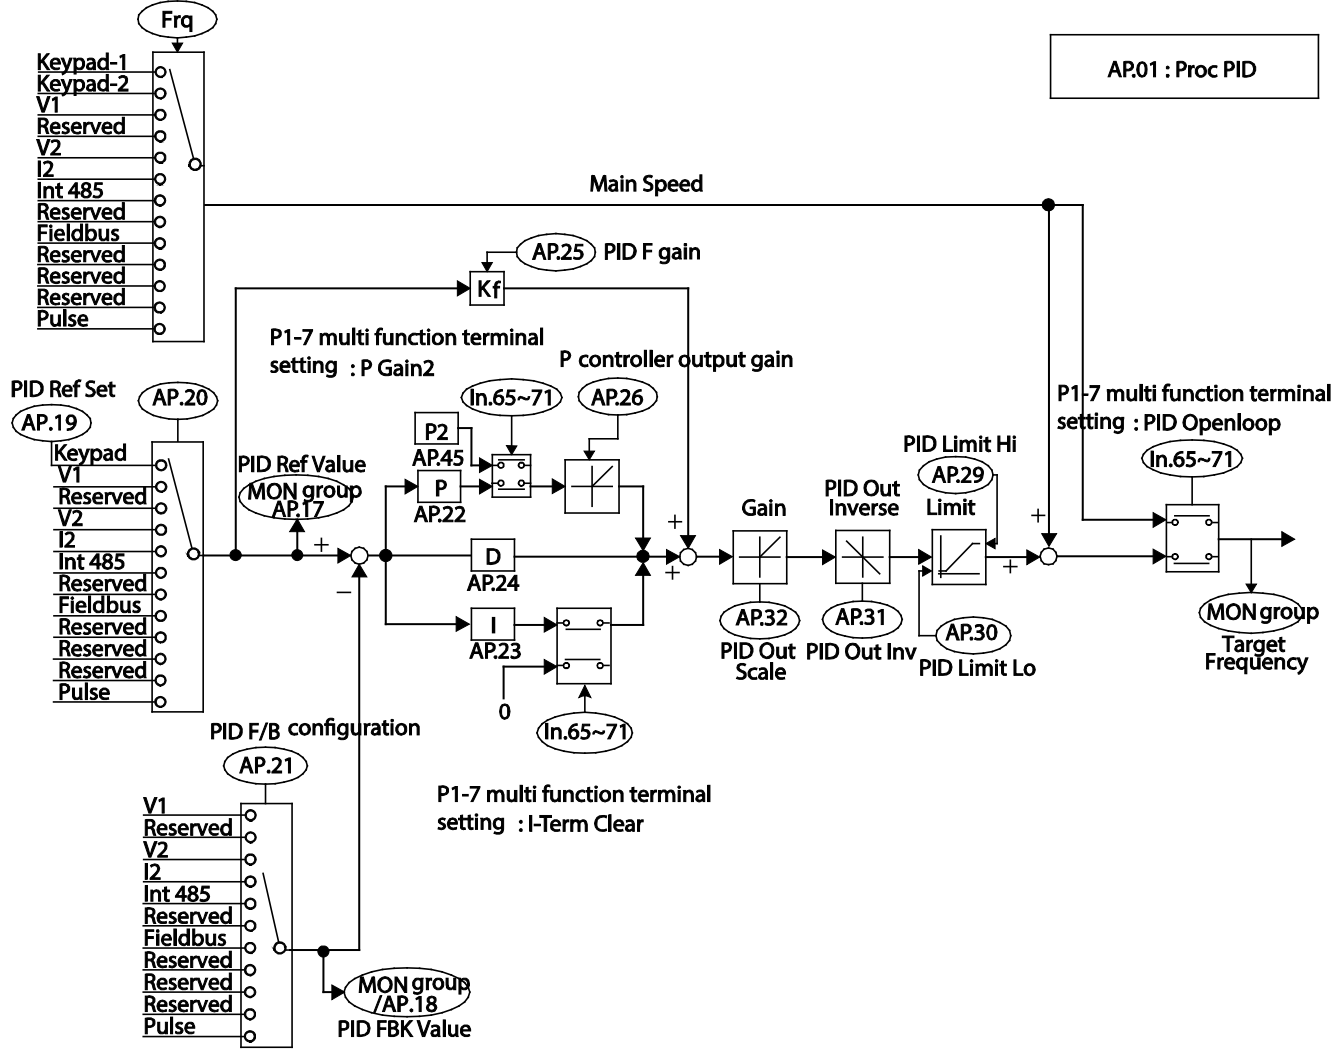 Frq
Keypad-1
Keypad-2
V1
Reserved
V2
I2
Int 485
Reserved
Fieldbus
Reserved
Reserved
Reserved
Pulse
AP.01 : Proc PID
Main Speed
AP.25 PID F gain
Kf
P1-7 multi function terminal
setting : P Gain2
P controller output gain
In.65~71
AP.26
P2
AP.45
P
AP.22
D
AP.24
I
AP.23
0
In.65~71
P1-7 multi function terminal
setting : I-Term Clear
PID Ref Set
AP.19
AP.20
Keypad
V1
Reserved
V2
I2
Int 485
Reserved
Fieldbus
Reserved
Reserved
Reserved
Pulse
PID Ref Value
MON group
AP.17
+
−
+
+
Gain
AP.32
PID Out
Scale
PID Out
Inverse
AP.31
PID Out Inv
PID Limit Hi
AP.29
Limit
AP.30
PID Limit Lo
+
+
P1-7 multi function terminal
setting : PID Openloop
In.65~71
MON group
Target
Frequency
PID F/B configuration
AP.21
V1
Reserved
V2
I2
Int 485
Reserved
Fieldbus
Reserved
Reserved
Reserved
Pulse
MON group
/AP.18
PID FBK Value